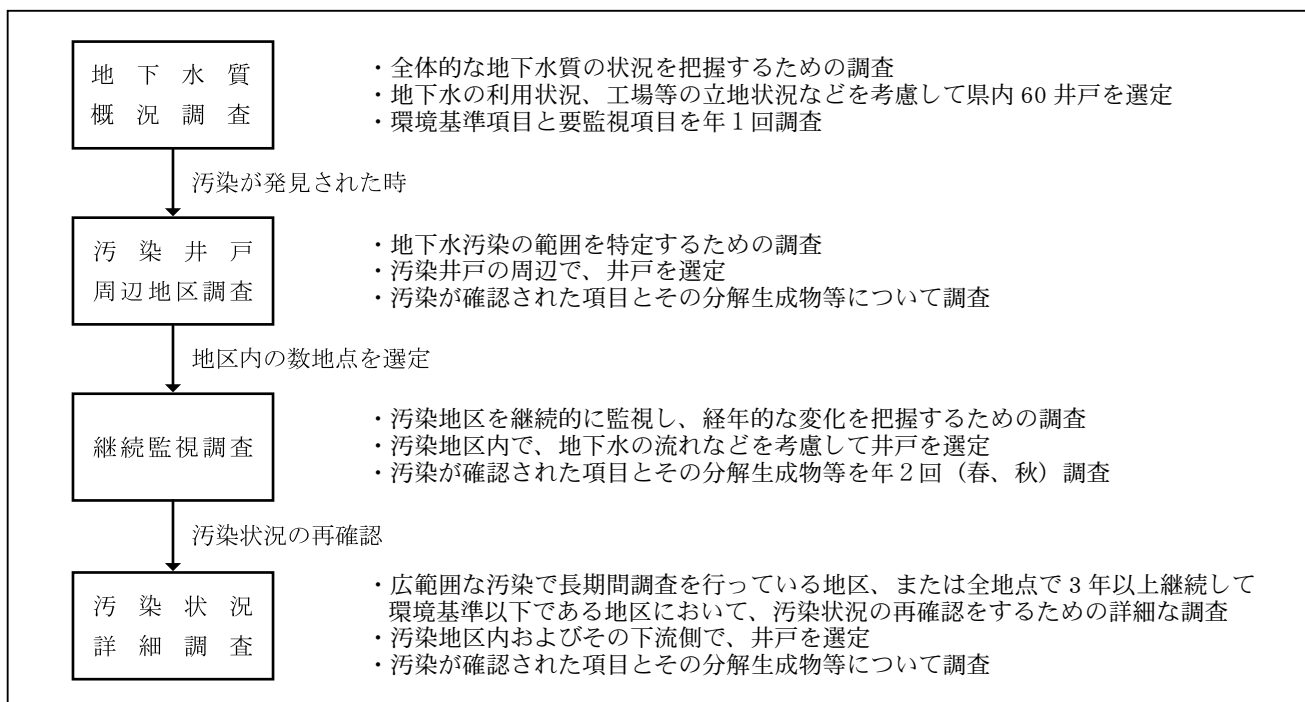 地下水質
概況調査
・全体的な地下水質の状況を把握するための調査
・地下水の利用状況、工場等の立地状況などを考慮して県内 60 井戸を選定
・環境基準項目と要監視項目を年１回調査
汚染が発見された時
汚染井戸
周辺地区調査
・地下水汚染の範囲を特定するための調査
・汚染井戸の周辺で、井戸を選定
・汚染が確認された項目とその分解生成物等について調査
地区内の数地点を選定
継続監視調査
・汚染地区を継続的に監視し、経年的な変化を把握するための調査
・汚染地区内で、地下水の流れなどを考慮して井戸を選定
・汚染が確認された項目とその分解生成物等を年２回（春、秋）調査
汚染状況の再確認
汚染状況
詳細調査
・広範囲な汚染で長期間調査を行っている地区、または全地点で 3 年以上継続して
環境基準以下である地区において、汚染状況の再確認をするための詳細な調査
・汚染地区内およびその下流側で、井戸を選定
・汚染が確認された項目とその分解生成物等について調査